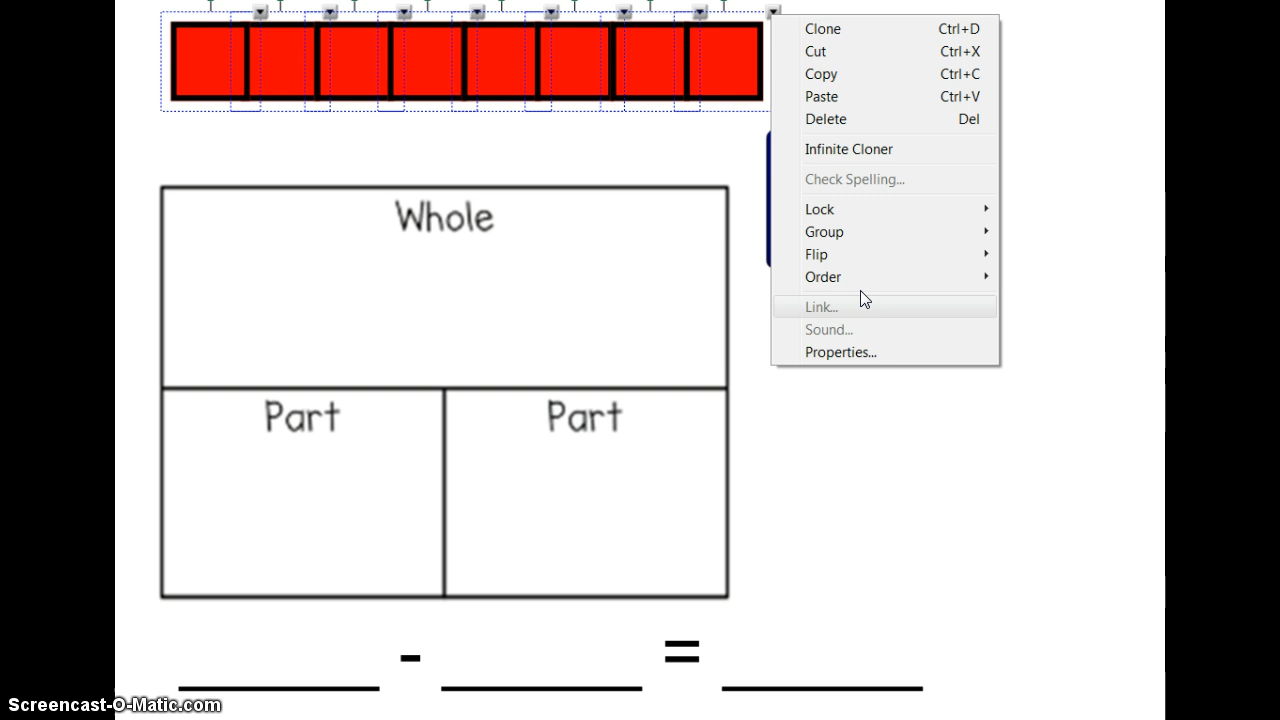 Clone Ctrl+D
Cut Ctrl+X
Copy Ctrl+C
Paste Ctrl+V
Delete Del
Infinite Cloner
Check Spelling...
Lock
Group
Flip
Order
Link...
Sound...
Properties...
Whole
Part Part
- =
Screencast-O-Matic.com